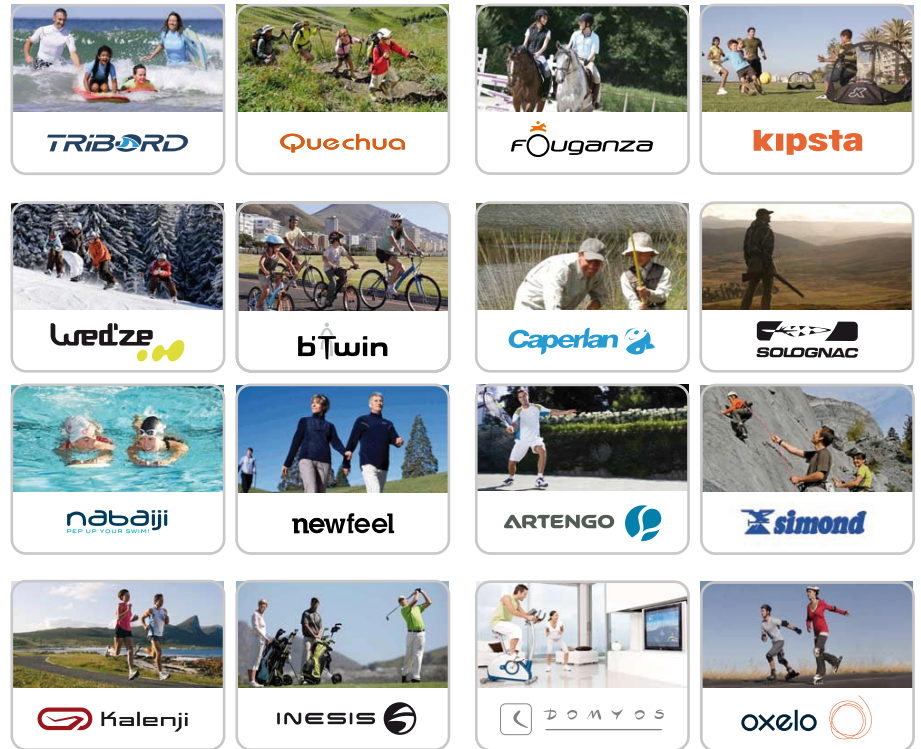 TRIBORD
Quechua
fOuganza
kıpsta
Wed'ze
b'Twin
Caperlan
SOLOGNAC
nabaiji
PEP UP YOUR SWIM!
newfeel
ARTENGO
simond
Kalenji
INESIS
DOMYOS
oxelo